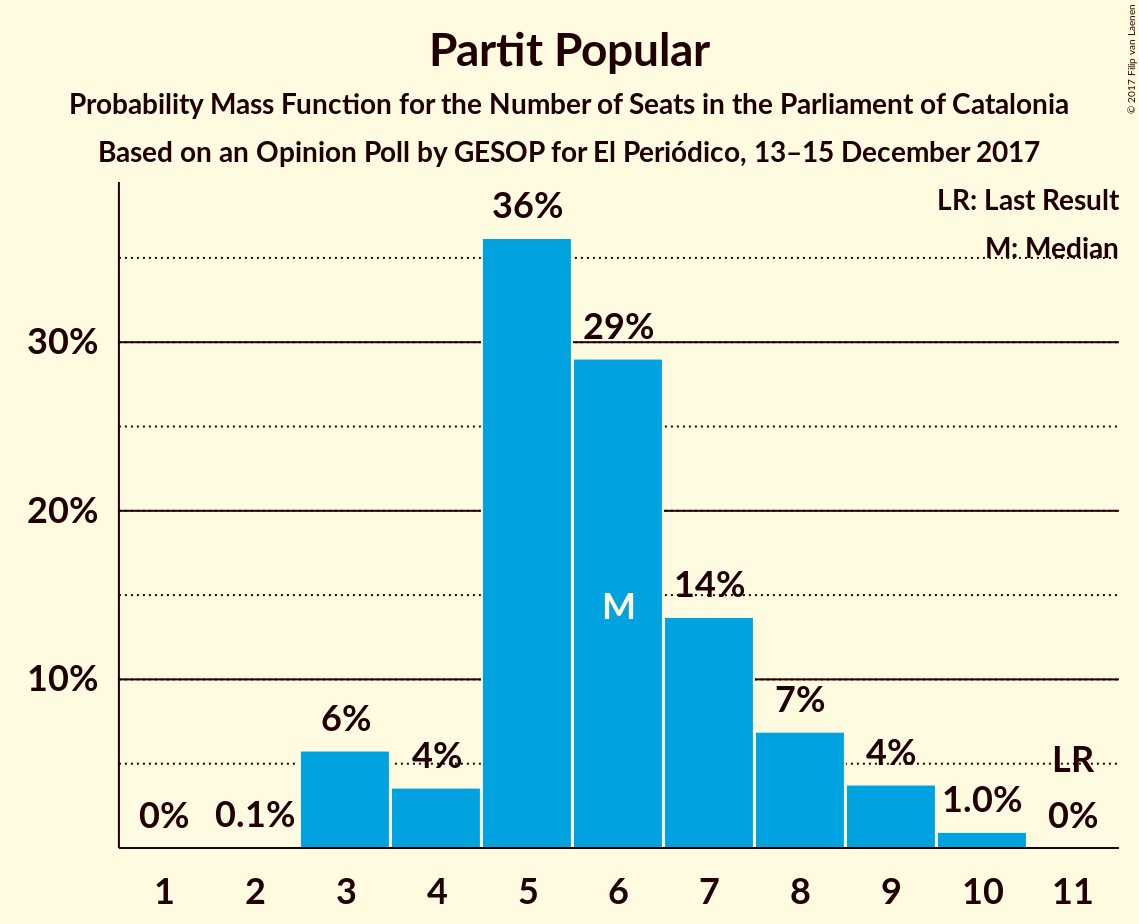 Partit Popular
Probability Mass Function for the Number of Seats in the Parliament of Catalonia
Based on an Opinion Poll by GESOP for El Periódico, 13–15 December 2017
© 2017 Filip van Laenen
LR: Last Result
M: Median
30%
20%
10%
0%
0.1%
6%
4%
36%
29%
M
14%
7%
4%
1.0%
LR
0%
1 2 3 4 5 6 7 8 9 10 11